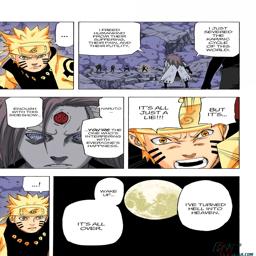 I JUST
SEVERED
THE
KARMIC
CYCLE OF
THIS WORLD.
I FREED
HUMANKIND
FROM THEIR
SUFFERING,
THEIR PAIN, AND
THEIR FUTILITY.
...
BUT
IT'S...
IT'S ALL
JUST A
LIE!!!
NARUTO...
YOU'RE THE
ONE WHO'S
INTERFERING
WITH
EVERYONE'S
HAPPINESS.
ENOUGH
WITH THIS
SIDESHOW...
I'VE TURNED
HELL INTO
HEAVEN.
WAKE
UP...
IT'S ALL
OVER.
...!